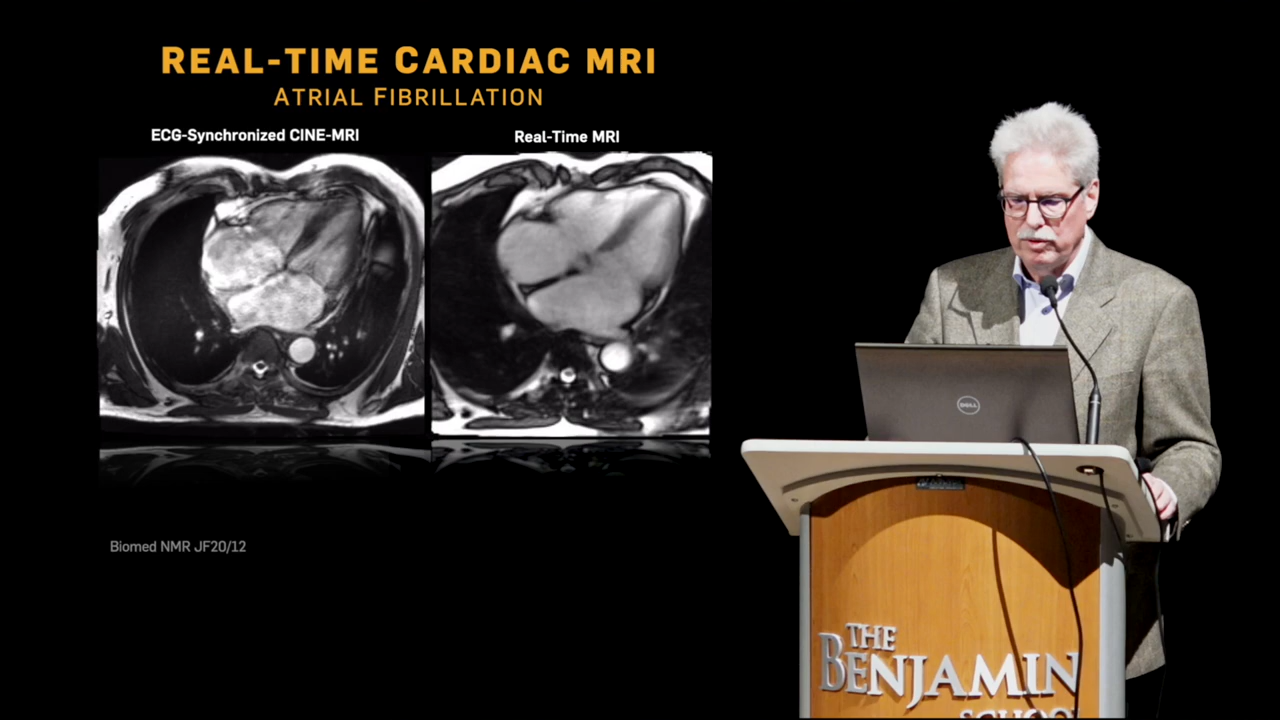 REAL-TIME CARDIAC MRI
ATRIAL FIBRILLATION
ECG-Synchronized CINE-MRI
Real-Time MRI
Biomed NMR JF20/12
DELL
THE
BENJAMIN
SCHOOL